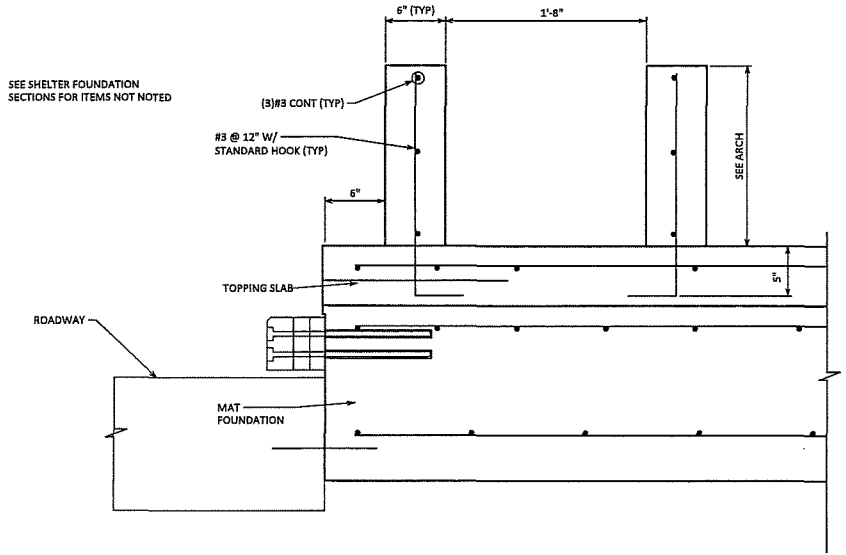 6" (TYP)
1'-8"
SEE SHELTER FOUNDATION
SECTIONS FOR ITEMS NOT NOTED
(3)#3 CONT (TYP)
#3 @ 12" W/
STANDARD HOOK (TYP)
SEE ARCH
6"
5"
TOPPING SLAB
ROADWAY
MAT
FOUNDATION